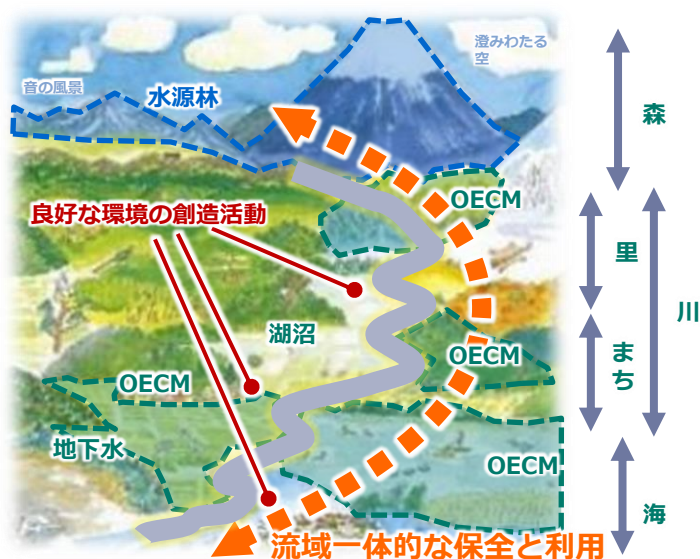 澄みわたる
空
音の風景
水源林
森
OECM
良好な環境の創造活動
里
川
湖沼
OECM
まち
OECM
地下水
OECM
海
流域一体的な保全と利用